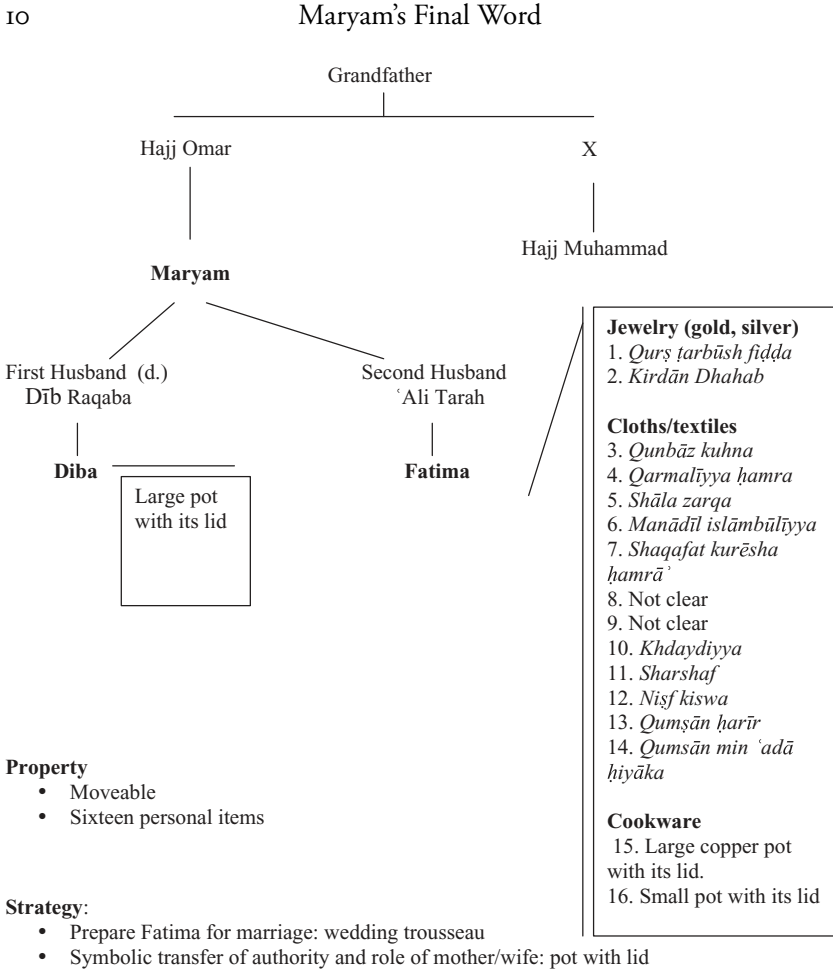 10
Maryam’s Final Word
Grandfather
Hajj Omar
X
Hajj Muhammad
Maryam
First Husband (d.)
Dīb Raqaba
Second Husband
ʿAli Tarah
Diba
Fatima
Large pot
with its lid
Jewelry (gold, silver)
1. Qurṣ ṭarbūsh fiḍḍa
2. Kirdān Dhahab
Cloths/textiles
3. Qunbāz kuhna
4. Qarmalīyya ḥamra
5. Shāla zarqa
6. Manādīl islāmbūlīyya
7. Shaqafat kurēsha
ḥamrāʾ
8. Not clear
9. Not clear
10. Khdaydiyya
11. Sharshaf
12. Niṣf kiswa
13. Qumṣān ḥarīr
14. Qumsān min ʿadā
ḥiyāka
Cookware
15. Large copper pot
with its lid.
16. Small pot with its lid
Property
• Moveable
• Sixteen personal items
Strategy:
• Prepare Fatima for marriage: wedding trousseau
• Symbolic transfer of authority and role of mother/wife: pot with lid